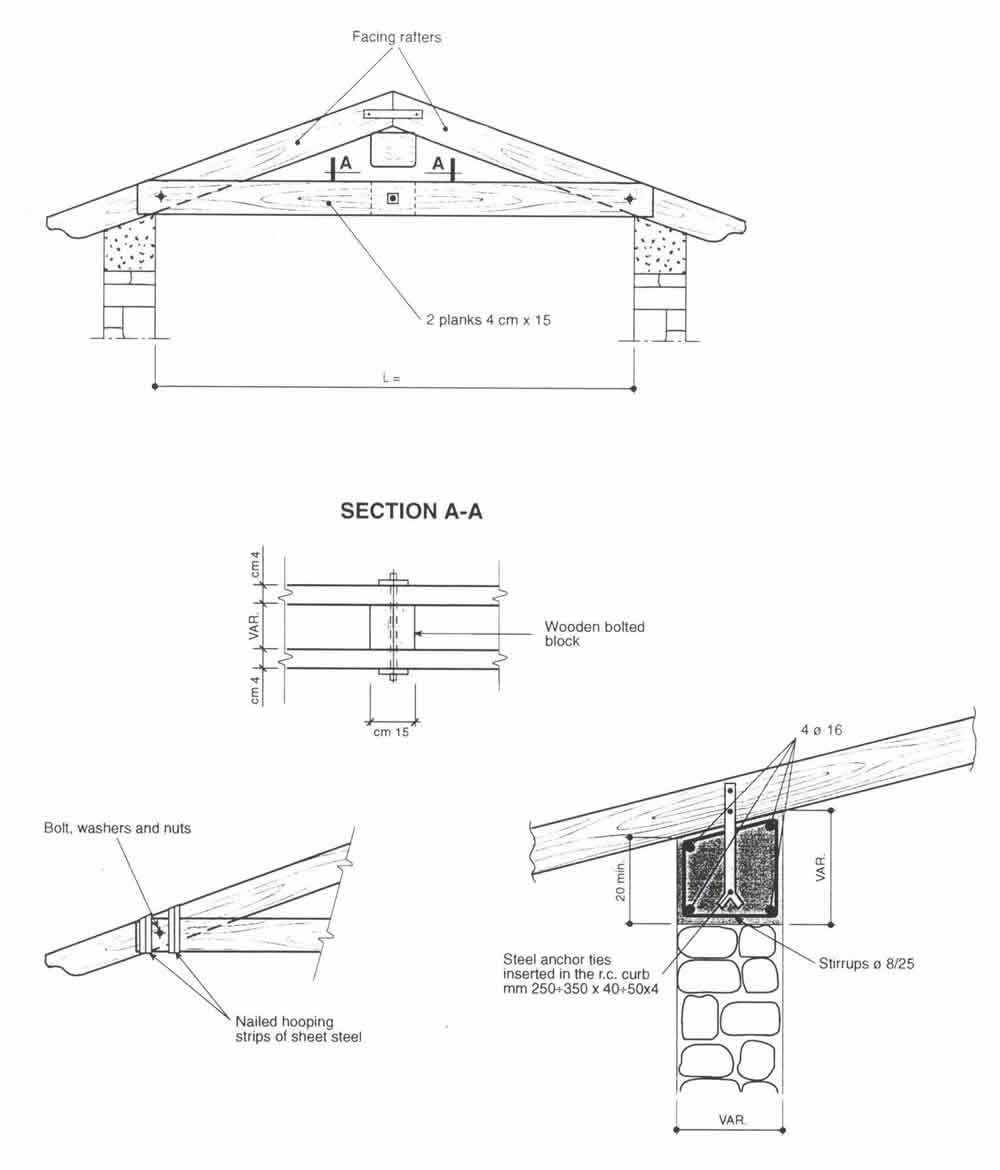 Facing rafters
A
A
2 planks 4 cm x 15
L =
SECTION A-A
cm 4
VAR.
cm 4
Wooden bolted
block
cm 15
4 ø 16
Bolt, washers and nuts
20 min.
VAR.
Steel anchor ties
inserted in the r.c. curb
mm 250÷350 x 40÷50x4
Stirrups ø 8/25
Nailed hooping
strips of sheet steel
VAR.